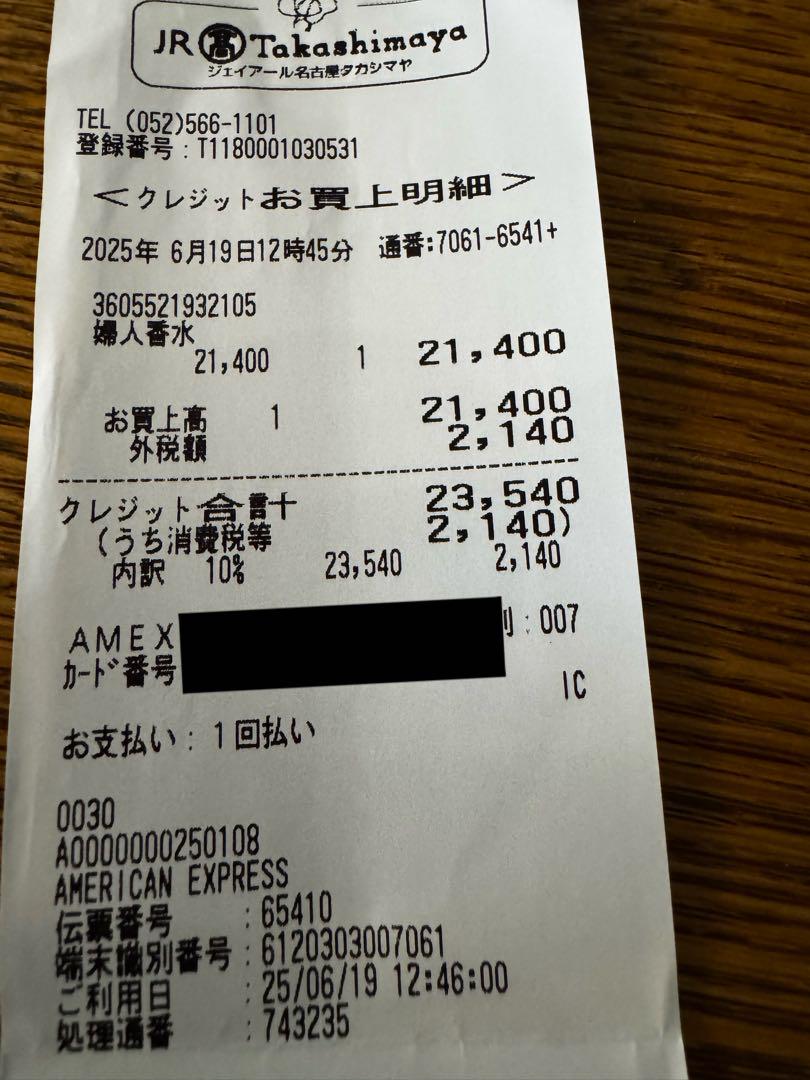 JR 髙 Takashimaya
ジェイアール名古屋タカシマヤ
TEL (052)566-1101
登録番号:T1180001030531
<クレジットお買上明細>
2025年 6月19日12時45分 通番:7061-6541+
3605521932105
婦人香水
21,400 1 21,400
お買上高 1 21,400
外税額 2,140
クレジット合計 23,540
(うち消費税等 2,140)
内訳 10% 23,540 2,140
AMEX :007
カード番号
IC
お支払い:1回払い
0030
A0000000250108
AMERICAN EXPRESS
伝票番号 :65410
端末識別番号 :6120303007061
ご利用日 :25/06/19 12:46:00
処理通番 :743235